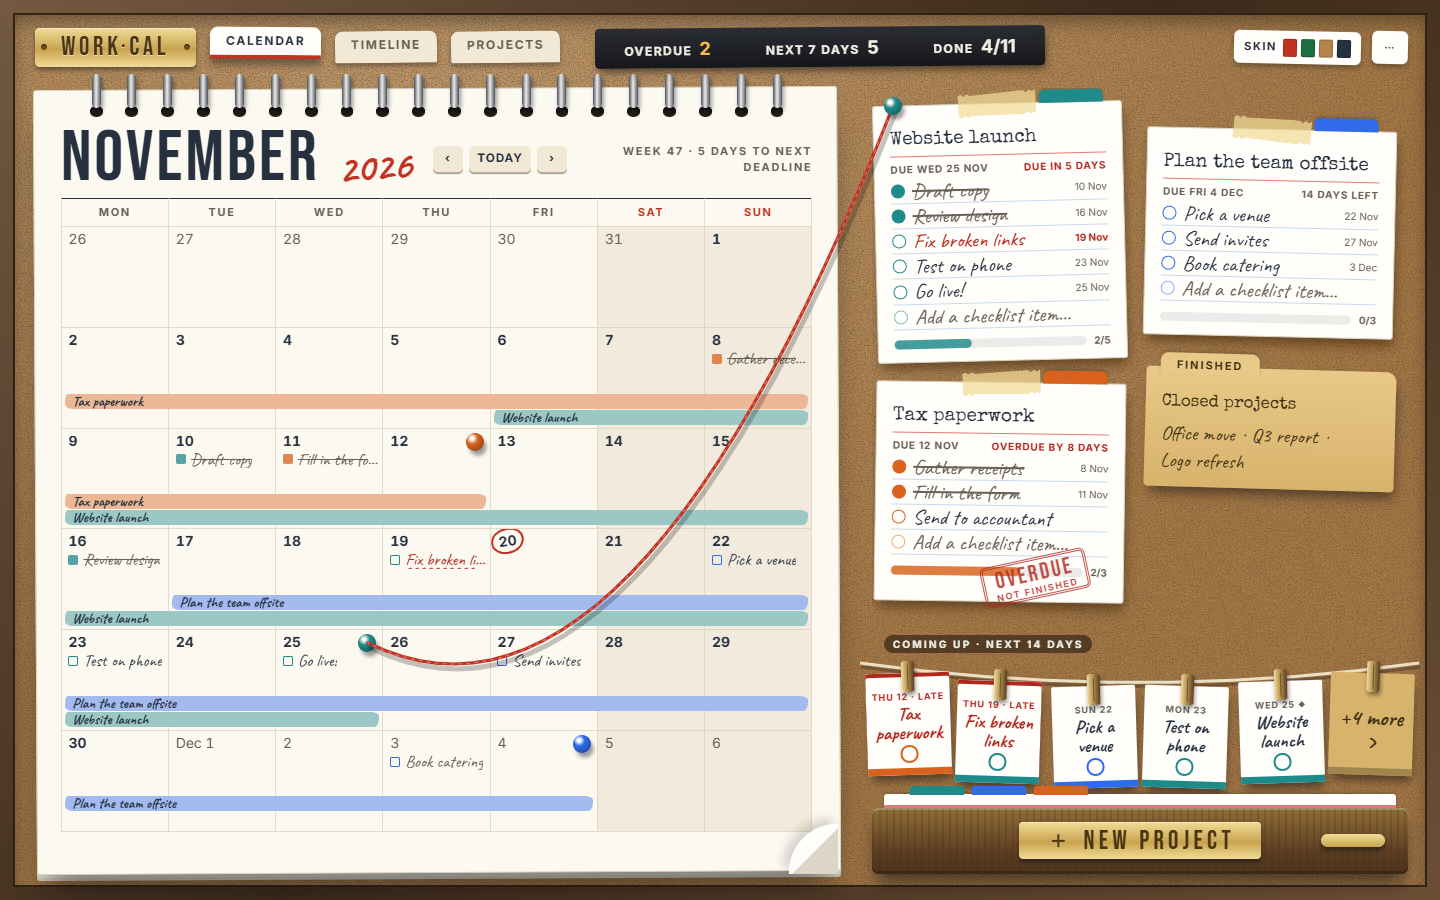 WORK·CAL
CALENDAR
TIMELINE
PROJECTS
OVERDUE 2
NEXT 7 DAYS 5
DONE 4/11
SKIN
...
NOVEMBER 2026
‹ TODAY ›
WEEK 47 · 5 DAYS TO NEXT
DEADLINE
MON TUE WED THU FRI SAT SUN
26 27 28 29 30 31 1
2 3 4 5 6 7 8
Gather rece...
Tax paperwork
Website launch
9 10 11 12 13 14 15
Draft copy
Fill in the fo...
Tax paperwork
Website launch
16 17 18 19 20 21 22
Review design
Fix broken li...
Pick a venue
Plan the team offsite
Website launch
23 24 25 26 27 28 29
Test on phone
Go live!
Send invites
Plan the team offsite
Website launch
30 Dec 1 2 3 4 5 6
Book catering
Plan the team offsite
Website launch
DUE WED 25 NOV DUE IN 5 DAYS
Draft copy 10 Nov
Review design 16 Nov
Fix broken links 19 Nov
Test on phone 23 Nov
Go live! 25 Nov
Add a checklist item...
2/5
Plan the team offsite
DUE FRI 4 DEC 14 DAYS LEFT
Pick a venue 22 Nov
Send invites 27 Nov
Book catering 3 Dec
Add a checklist item...
0/3
Tax paperwork
DUE 12 NOV OVERDUE BY 8 DAYS
Gather receipts 8 Nov
Fill in the form 11 Nov
Send to accountant
Add a checklist item...
2/3
OVERDUE
NOT FINISHED
FINISHED
Closed projects
Office move · Q3 report ·
Logo refresh
COMING UP · NEXT 14 DAYS
THU 12 · LATE
Tax
paperwork
THU 19 · LATE
Fix broken
links
SUN 22
Pick a
venue
MON 23
Test on
phone
WED 25 ◆
Website
launch
+4 more
›
+ NEW PROJECT